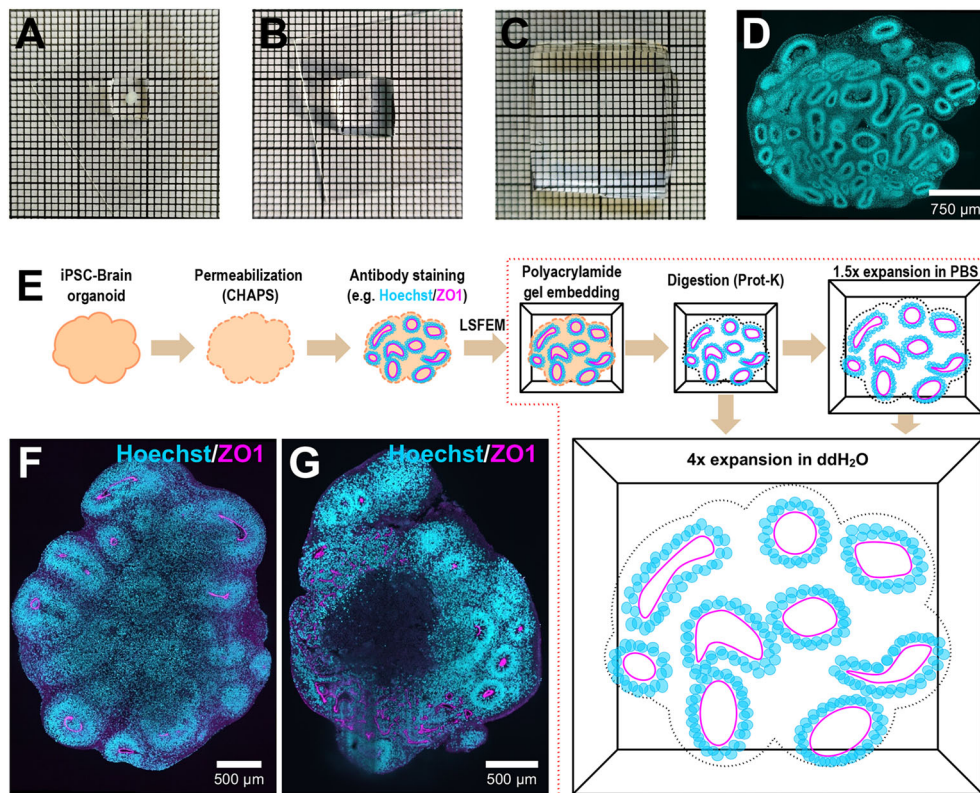 A
B
C
D
750 µm
E
iPSC-Brain
organoid
Permeabilization
(CHAPS)
Antibody staining
(e.g. Hoechst/ZO1)
LSFEM
Polyacrylamide
gel embedding
Digestion (Prot-K)
1.5x expansion in PBS
F
Hoechst/ZO1
500 µm
G
Hoechst/ZO1
500 µm
4x expansion in ddH₂O